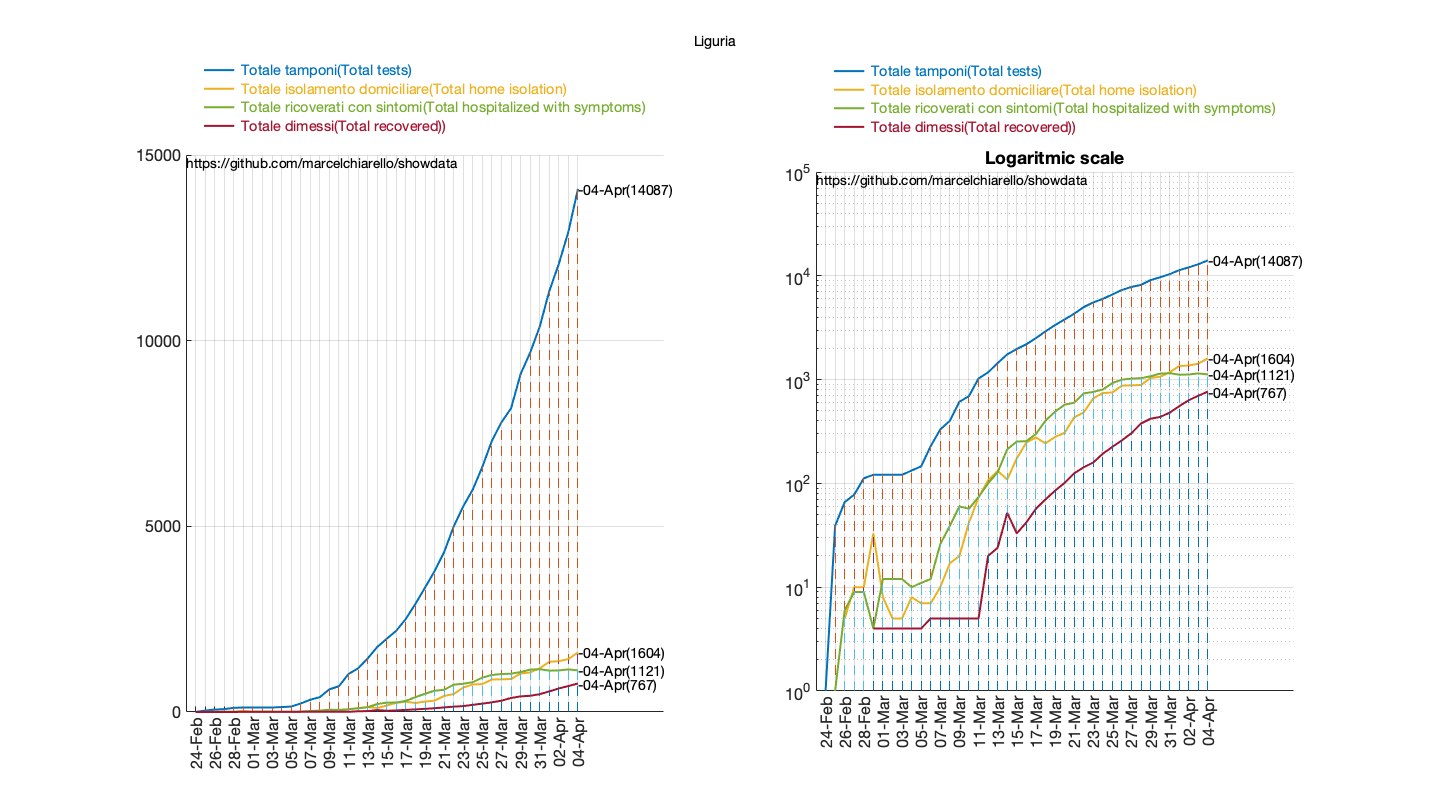 Liguria
Totale tamponi(Total tests)
Totale isolamento domiciliare(Total home isolation)
Totale ricoverati con sintomi(Total hospitalized with symptoms)
Totale dimessi(Total recovered))
15000
10000
5000
0
https://github.com/marcelchiarello/showdata
-04-Apr(14087)
-04-Apr(1604)
-04-Apr(1121)
-04-Apr(767)
24-Feb
26-Feb
28-Feb
01-Mar
03-Mar
05-Mar
07-Mar
09-Mar
11-Mar
13-Mar
15-Mar
17-Mar
19-Mar
21-Mar
23-Mar
25-Mar
27-Mar
29-Mar
31-Mar
02-Apr
04-Apr
Totale tamponi(Total tests)
Totale isolamento domiciliare(Total home isolation)
Totale ricoverati con sintomi(Total hospitalized with symptoms)
Totale dimessi(Total recovered))
Logaritmic scale
10^5
10^4
10^3
10^2
10^1
10^0
https://github.com/marcelchiarello/showdata
-04-Apr(14087)
-04-Apr(1604)
-04-Apr(1121)
-04-Apr(767)
24-Feb
26-Feb
28-Feb
01-Mar
03-Mar
05-Mar
07-Mar
09-Mar
11-Mar
13-Mar
15-Mar
17-Mar
19-Mar
21-Mar
23-Mar
25-Mar
27-Mar
29-Mar
31-Mar
02-Apr
04-Apr